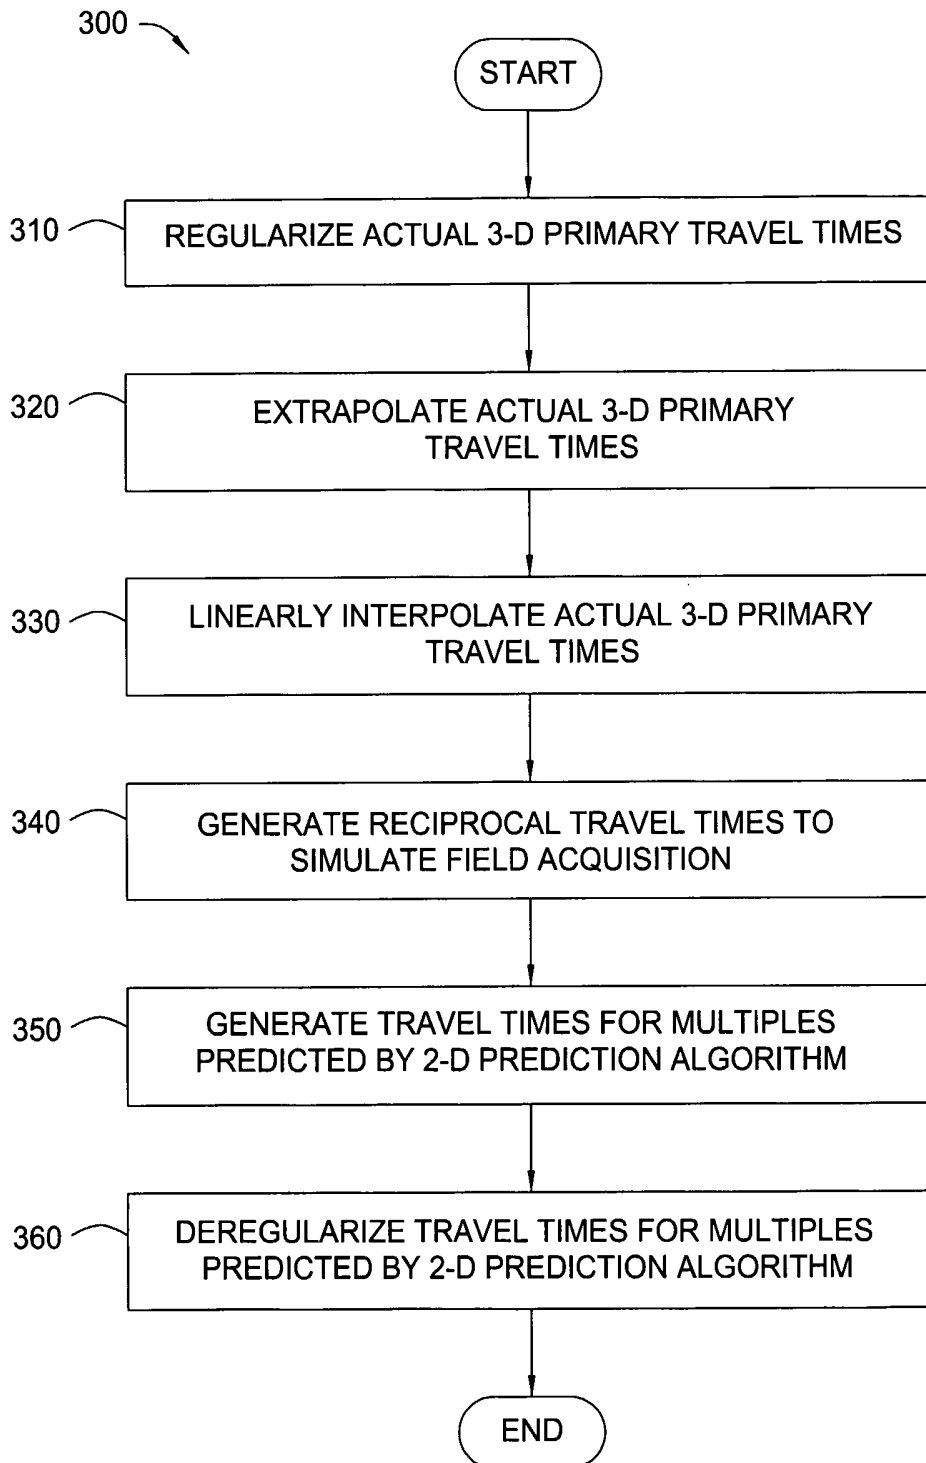 300
START
310
REGULARIZE ACTUAL 3-D PRIMARY TRAVEL TIMES
320
EXTRAPOLATE ACTUAL 3-D PRIMARY
TRAVEL TIMES
330
LINEARLY INTERPOLATE ACTUAL 3-D PRIMARY
TRAVEL TIMES
340
GENERATE RECIPROCAL TRAVEL TIMES TO
SIMULATE FIELD ACQUISITION
350
GENERATE TRAVEL TIMES FOR MULTIPLES
PREDICTED BY 2-D PREDICTION ALGORITHM
360
DEREGULARIZE TRAVEL TIMES FOR MULTIPLES
PREDICTED BY 2-D PREDICTION ALGORITHM
END